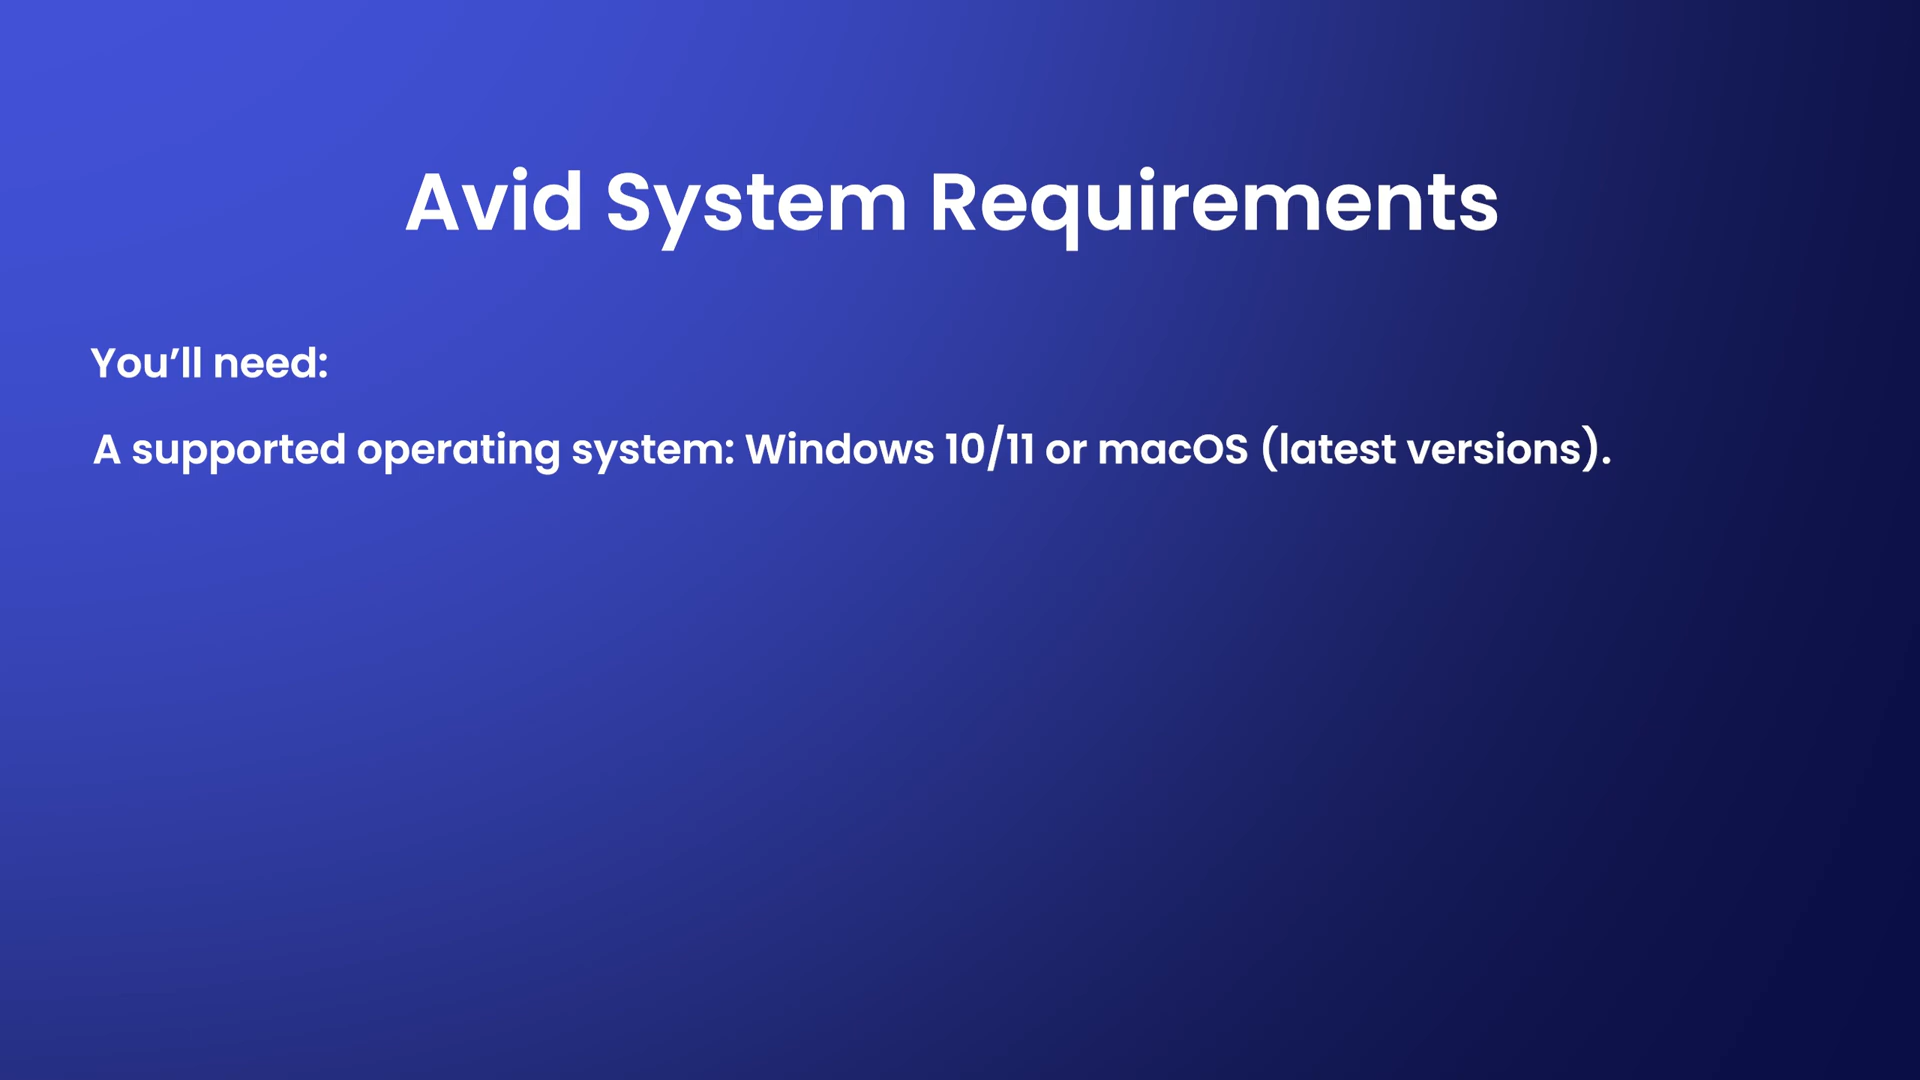 Avid System Requirements
You’ll need:
A supported operating system: Windows 10/11 or macOS (latest versions).